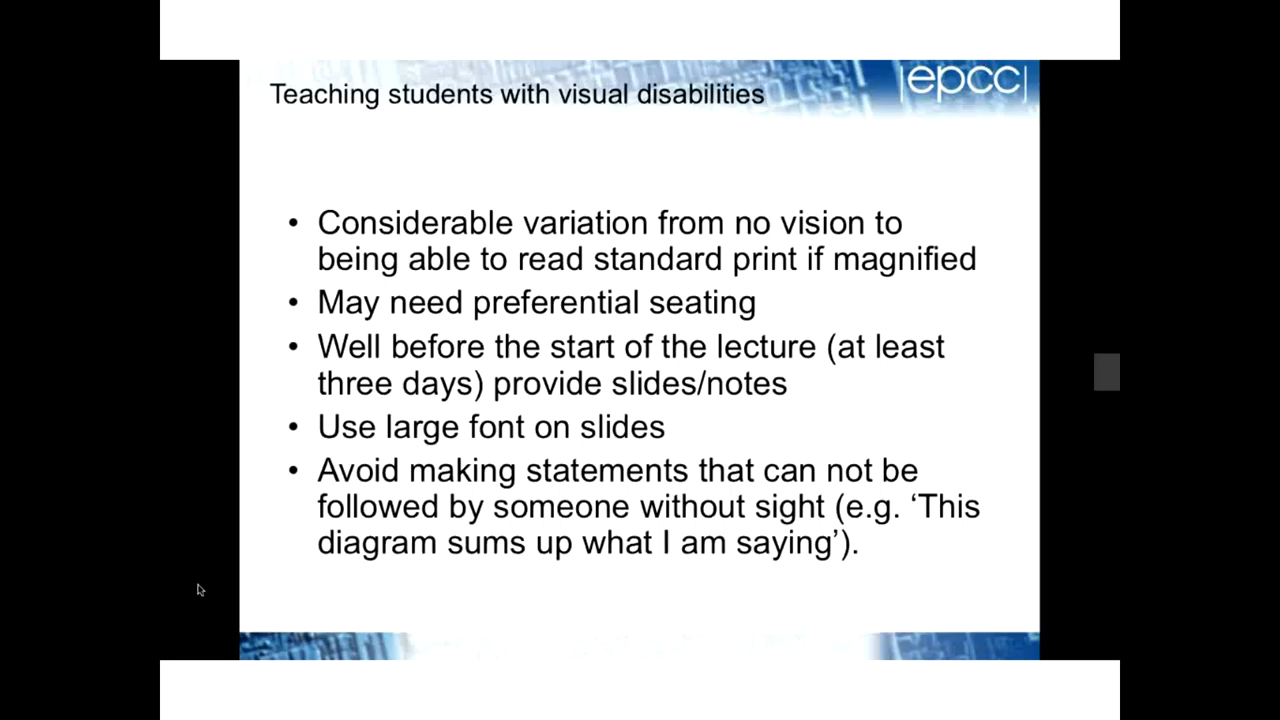 Teaching students with visual disabilities
|epcc|
• Considerable variation from no vision to
being able to read standard print if magnified
• May need preferential seating
• Well before the start of the lecture (at least
three days) provide slides/notes
• Use large font on slides
• Avoid making statements that can not be
followed by someone without sight (e.g. ‘This
diagram sums up what I am saying’).